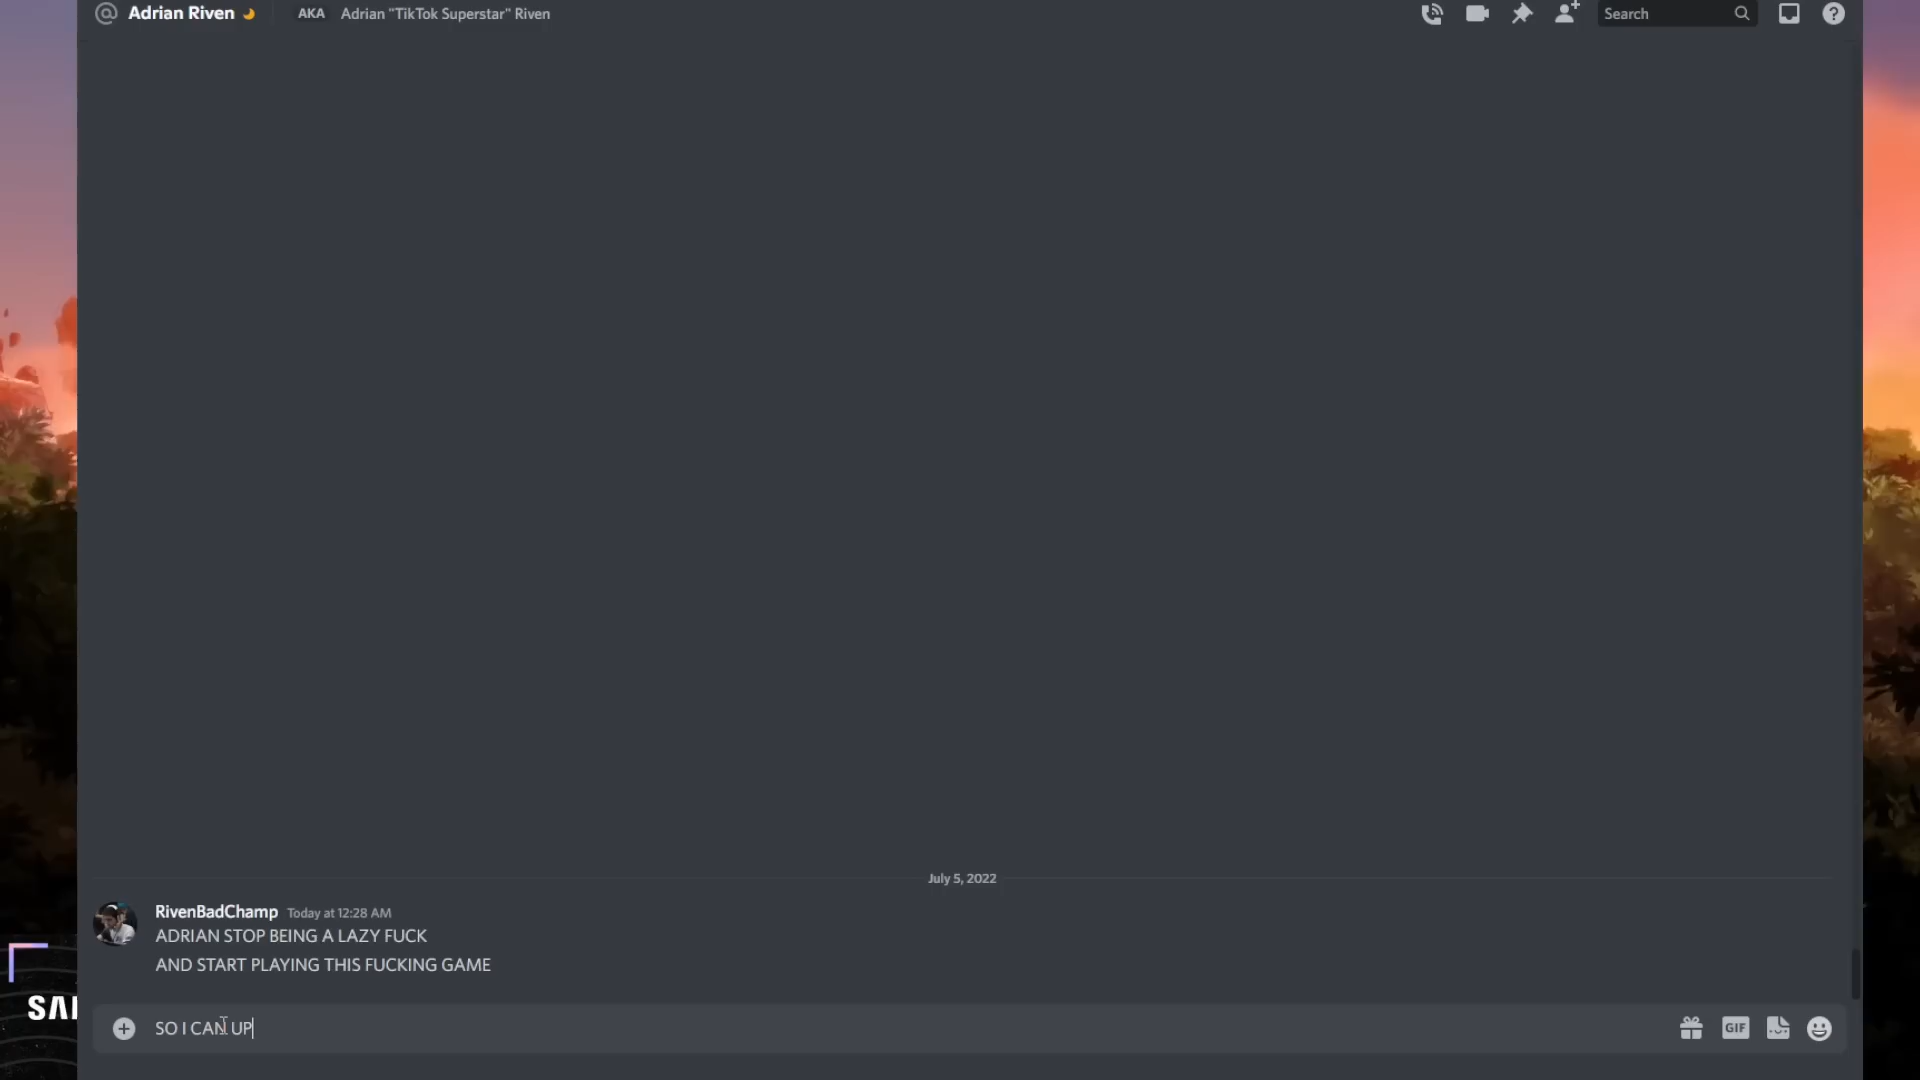 Adrian Riven AKA Adrian "TikTok Superstar" Riven Search
July 5, 2022
RivenBadChamp Today at 12:28 AM
ADRIAN STOP BEING A LAZY FUCK
AND START PLAYING THIS FUCKING GAME
SO I CAN UP
GIF